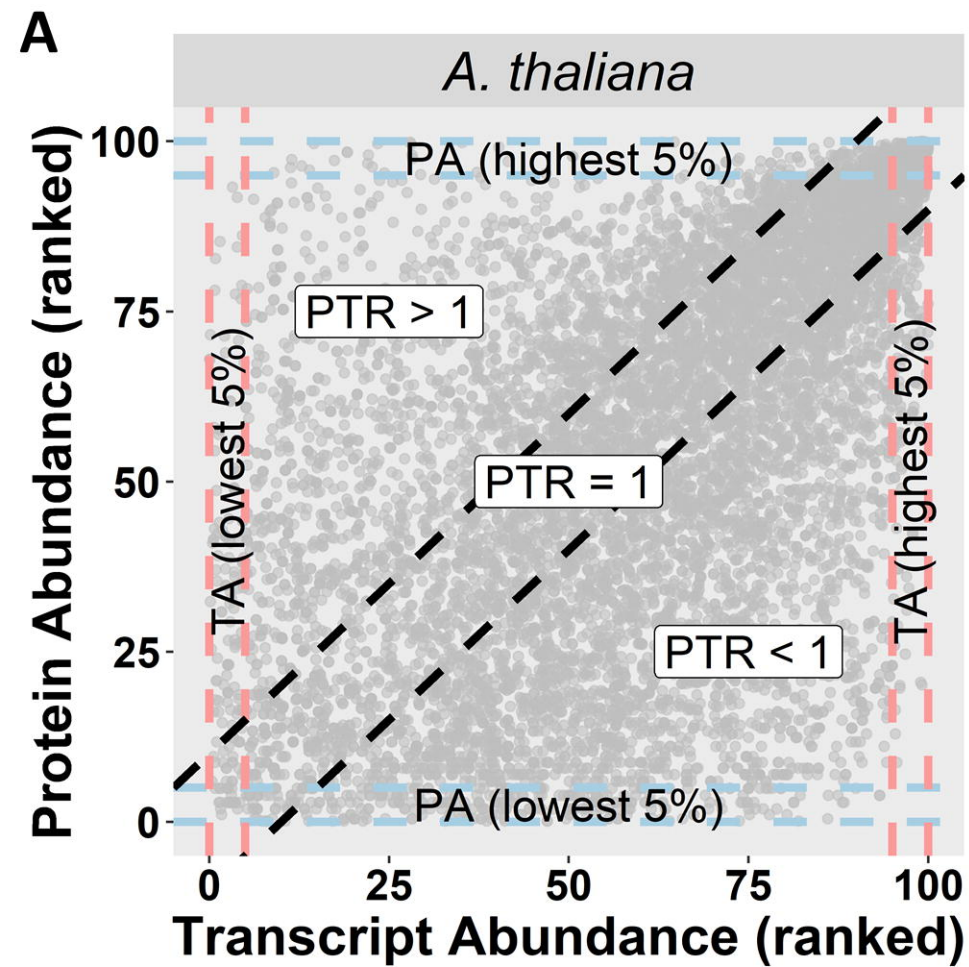 A
A. thaliana
Protein Abundance (ranked)
100
75
50
25
0
PA (highest 5%)
PTR > 1
TA (lowest 5%)
PTR = 1
TA (highest 5%)
PTR < 1
PA (lowest 5%)
0 25 50 75 100
Transcript Abundance (ranked)